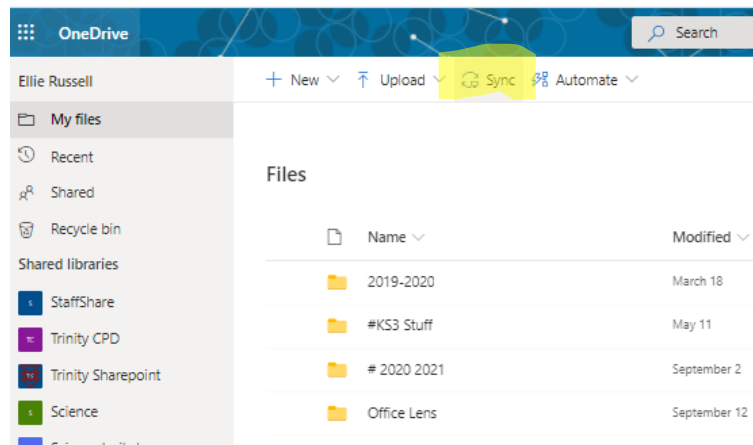 OneDrive
Search
Ellie Russell
New Upload Sync Automate
My files
Recent
Files
Shared
Recycle bin
Name Modified
Shared libraries
2019-2020 March 18
S StaffShare
#KS3 Stuff May 11
TC Trinity CPD
# 2020 2021 September 2
TS Trinity Sharepoint
Office Lens September 12
S Science